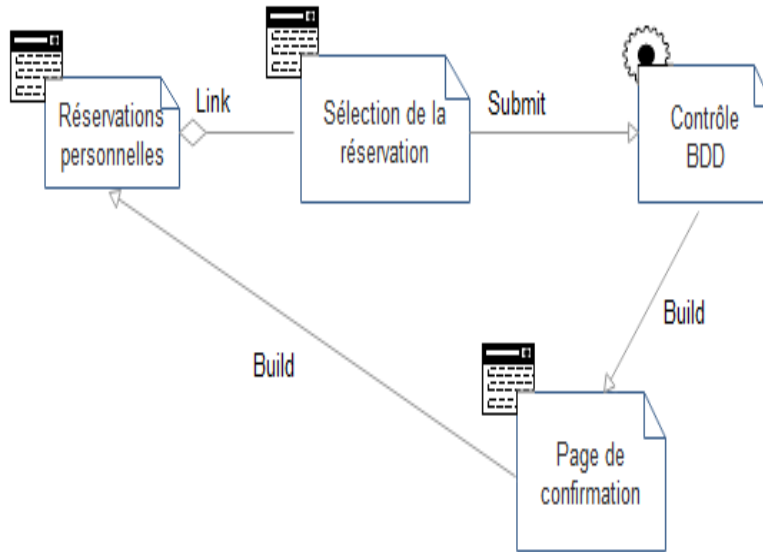 Réservations
personnelles
Link
Sélection de la
réservation
Submit
Contrôle
BDD
Build
Build
Page de
confirmation